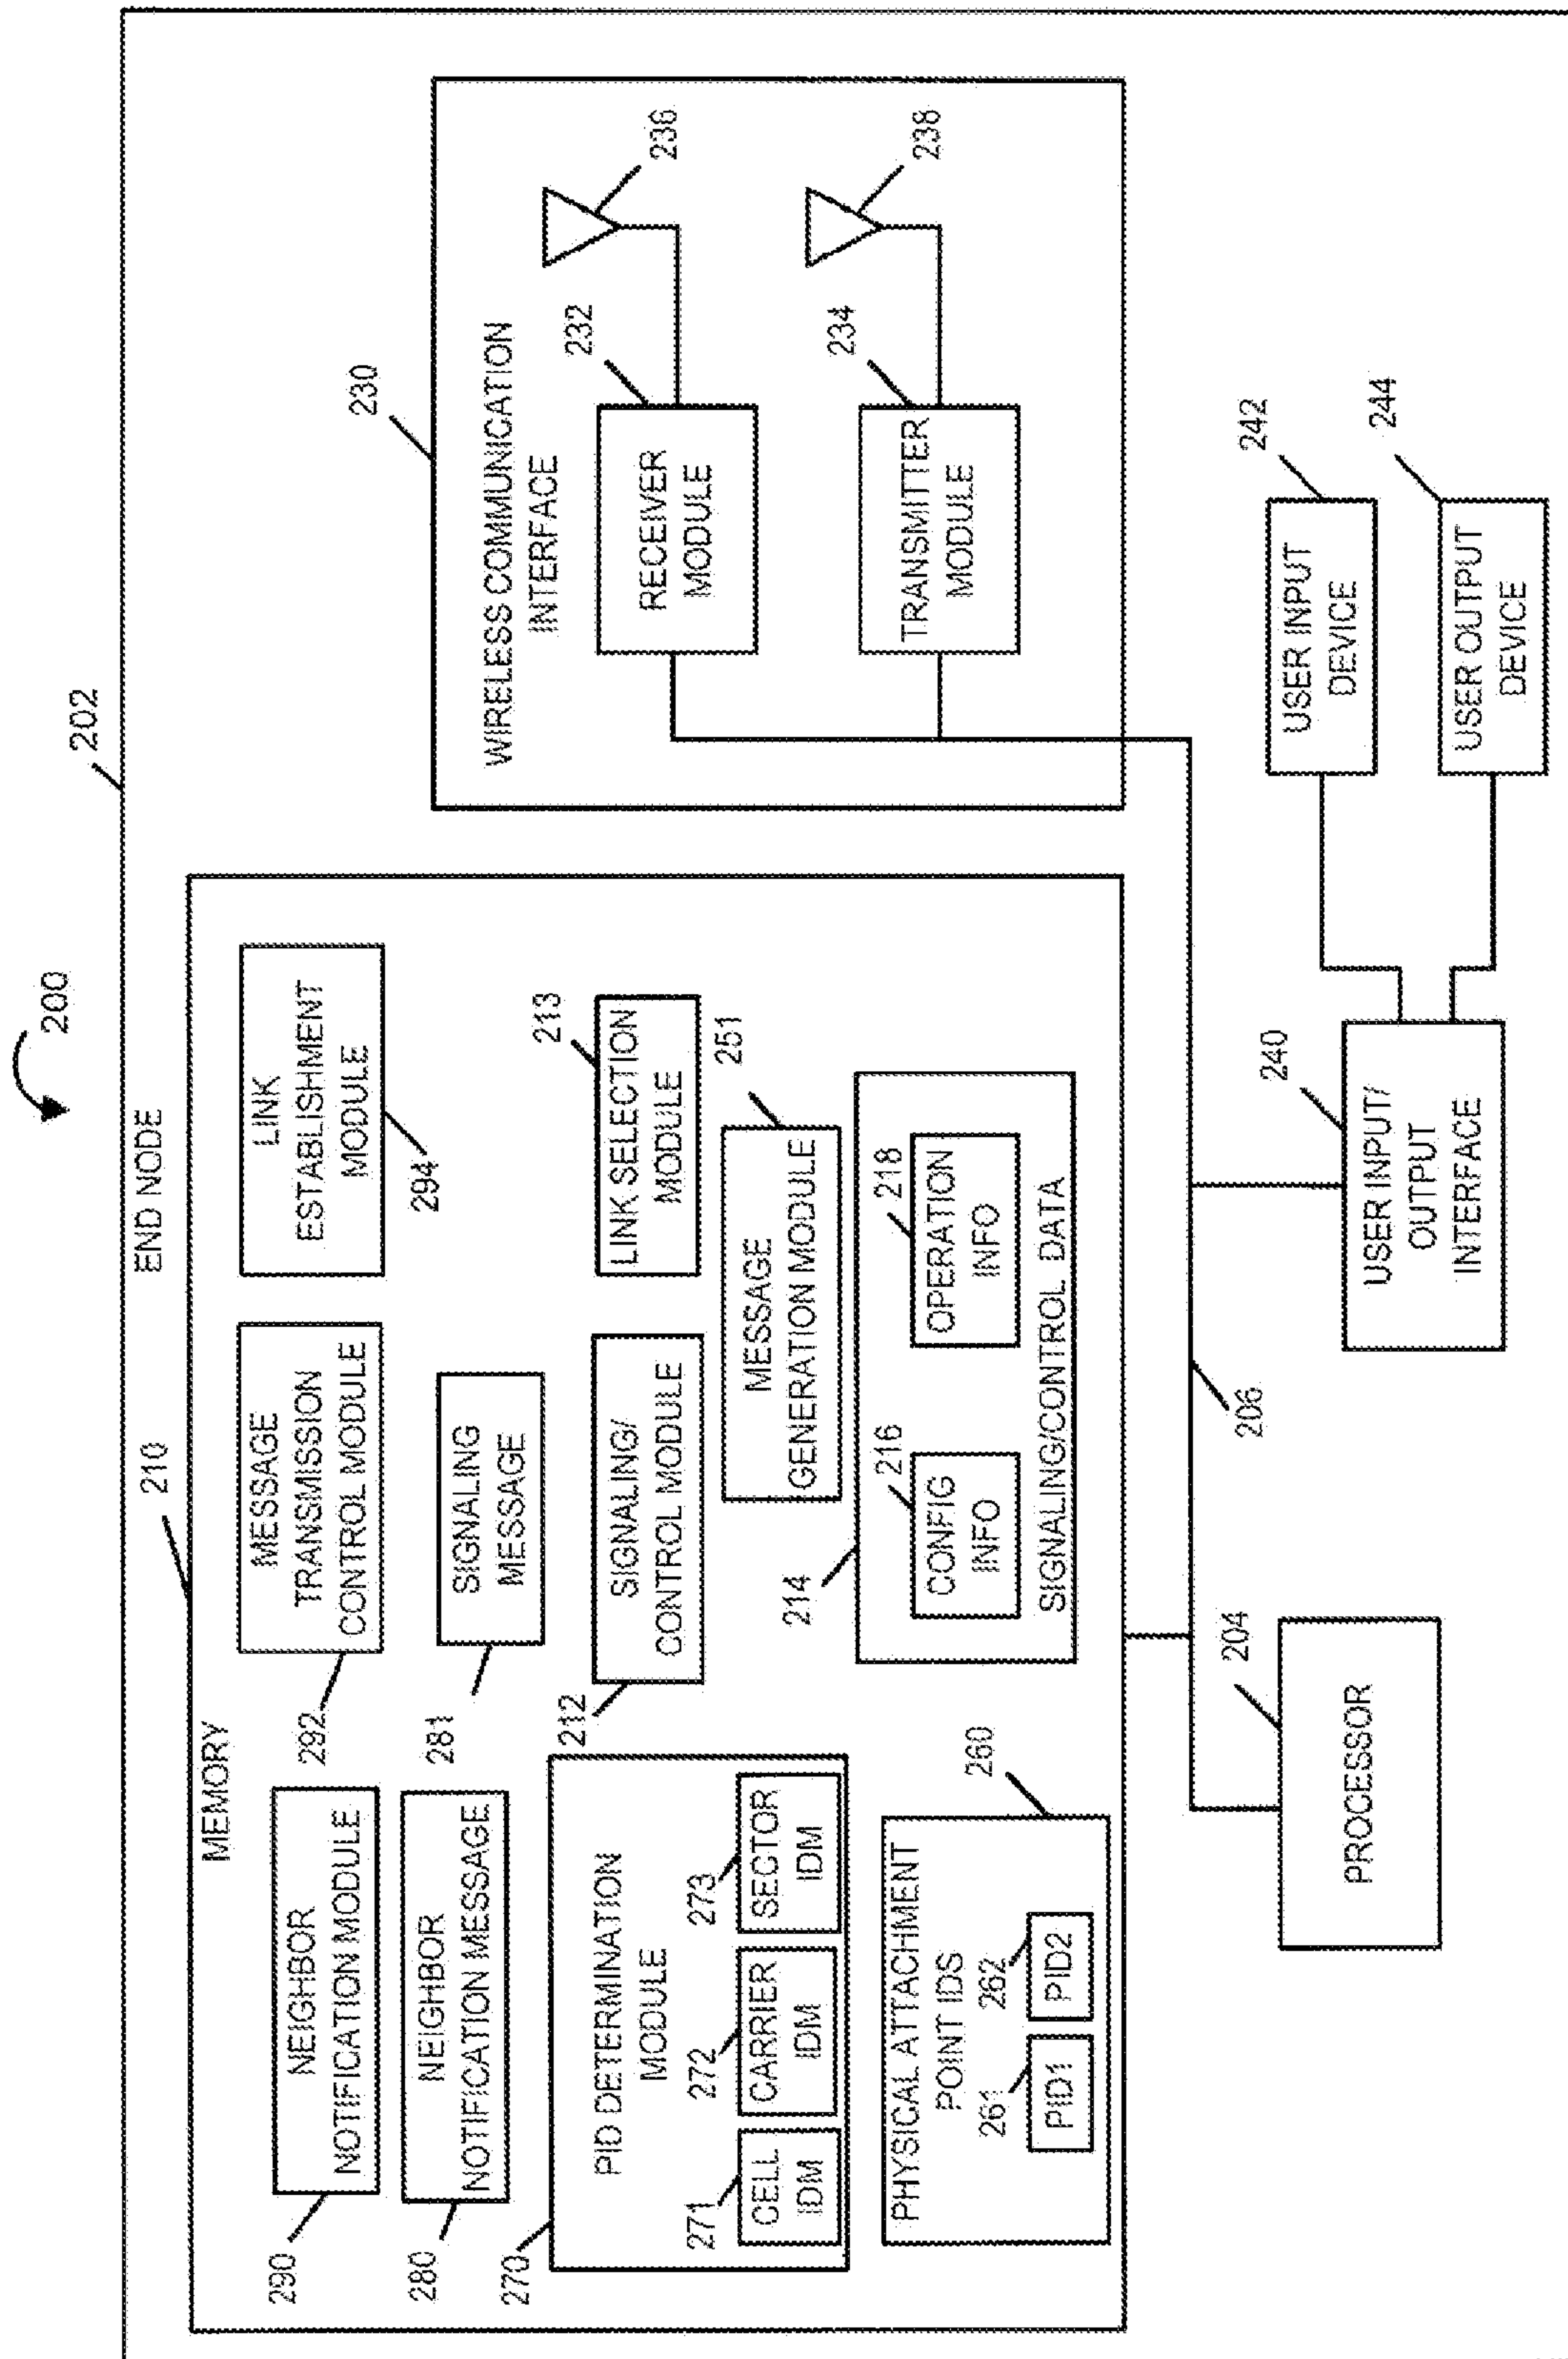 200
202
END NODE
210
MEMORY
NEIGHBOR
NOTIFICATION MODULE
290
MESSAGE
TRANSMISSION
CONTROL MODULE
292
LINK
ESTABLISHMENT
MODULE
294
NEIGHBOR
NOTIFICATION MESSAGE
280
SIGNALING
MESSAGE
281
PID DETERMINATION
MODULE
270
271
CELL
IDM
272
CARRIER
IDM
273
SECTOR
IDM
SIGNALING/
CONTROL MODULE
212
LINK SELECTION
MODULE
213
MESSAGE
GENERATION MODULE
251
PHYSICAL ATTACHMENT
POINT IDS
260
261
PID1
262
PID2
214
216
CONFIG
INFO
218
OPERATION
INFO
SIGNALING/CONTROL DATA
230
WIRELESS COMMUNICATION
INTERFACE
232
RECEIVER
MODULE
236
234
TRANSMITTER
MODULE
238
206
204
PROCESSOR
240
USER INPUT/
OUTPUT
INTERFACE
242
USER INPUT
DEVICE
244
USER OUTPUT
DEVICE